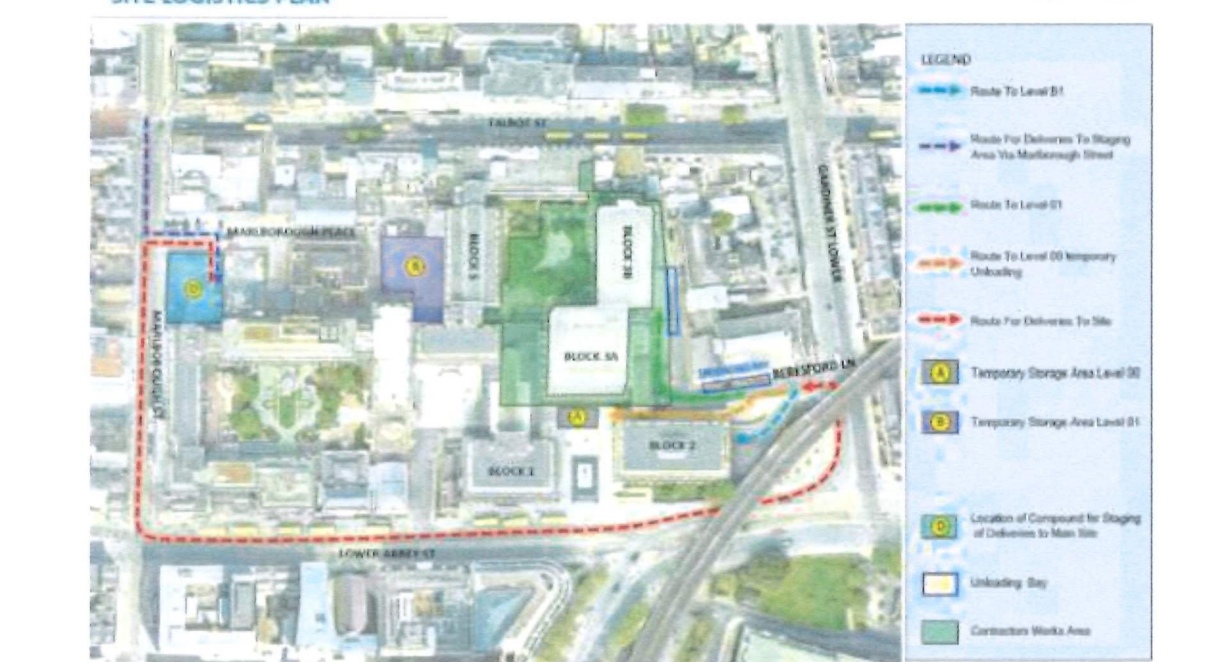 SITE LOGISTICS PLAN
TALBOT ST
GARDINER ST LOWER
MARLBOROUGH PLACE
BLOCK 5
BLOCK 3B
B
D
MARLBOROUGH ST
BLOCK 3A
BERESFORD LN
A
BLOCK 2
BLOCK 1
LOWER ABBEY ST
LEGEND
Route To Level B1
Route For Deliveries To Staging
Area Via Marlborough Street
Route To Level 01
Route To Level 00 temporary
Unloading
Route For Deliveries To Site
A
Temporary Storage Area Level 00
B
Temporary Storage Area Level 01
D
Location of Compound for Staging
of Deliveries to Main Site
Unloading Bay
Contractors Works Area